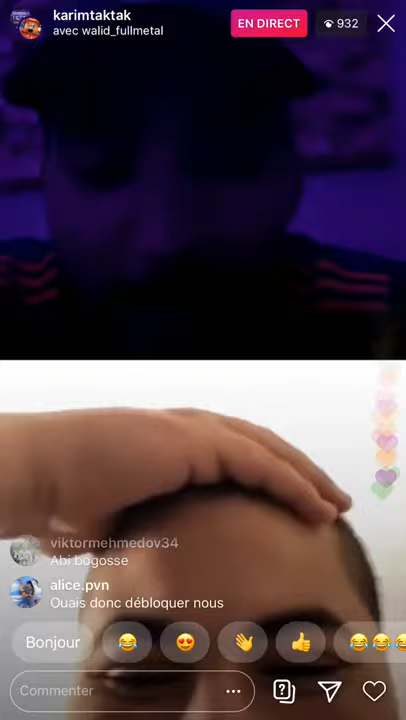 karimtaktak
avec walid_fullmetal
EN DIRECT
932
viktormehmedov34
Abi bogosse
alice.pvn
Ouais donc débloquer nous
Bonjour
Commenter